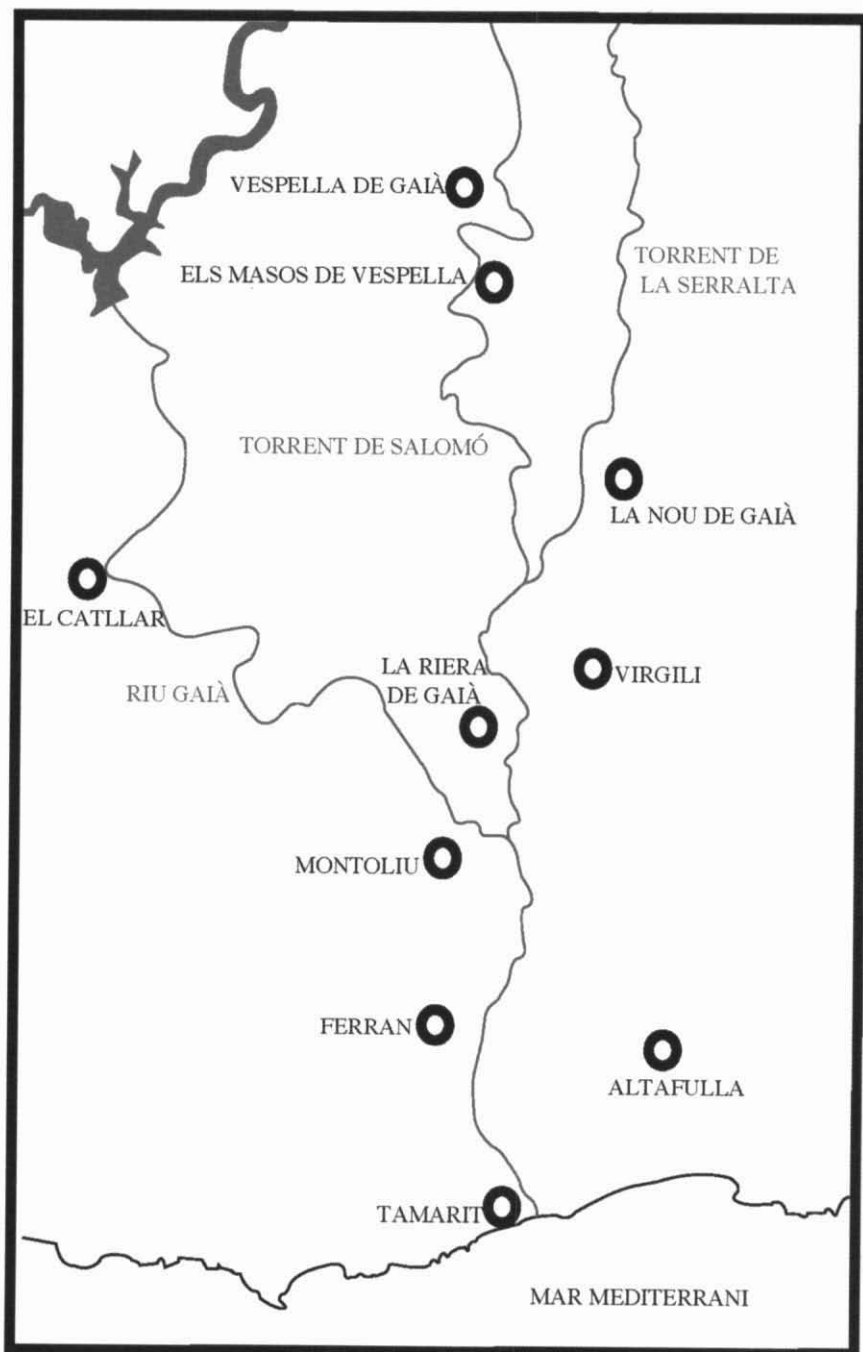 VESPELLA DE GAIÀ
TORRENT DE
LA SERRALTA
ELS MASOS DE VESPELLA
TORRENT DE SALOMÓ
LA NOU DE GAIÀ
EL CATLLAR
LA RIERA
DE GAIÀ
VIRGILI
RIU GAIÀ
MONTOLIU
FERRAN
ALTAFULLA
TAMARIT
MAR MEDITERRANI